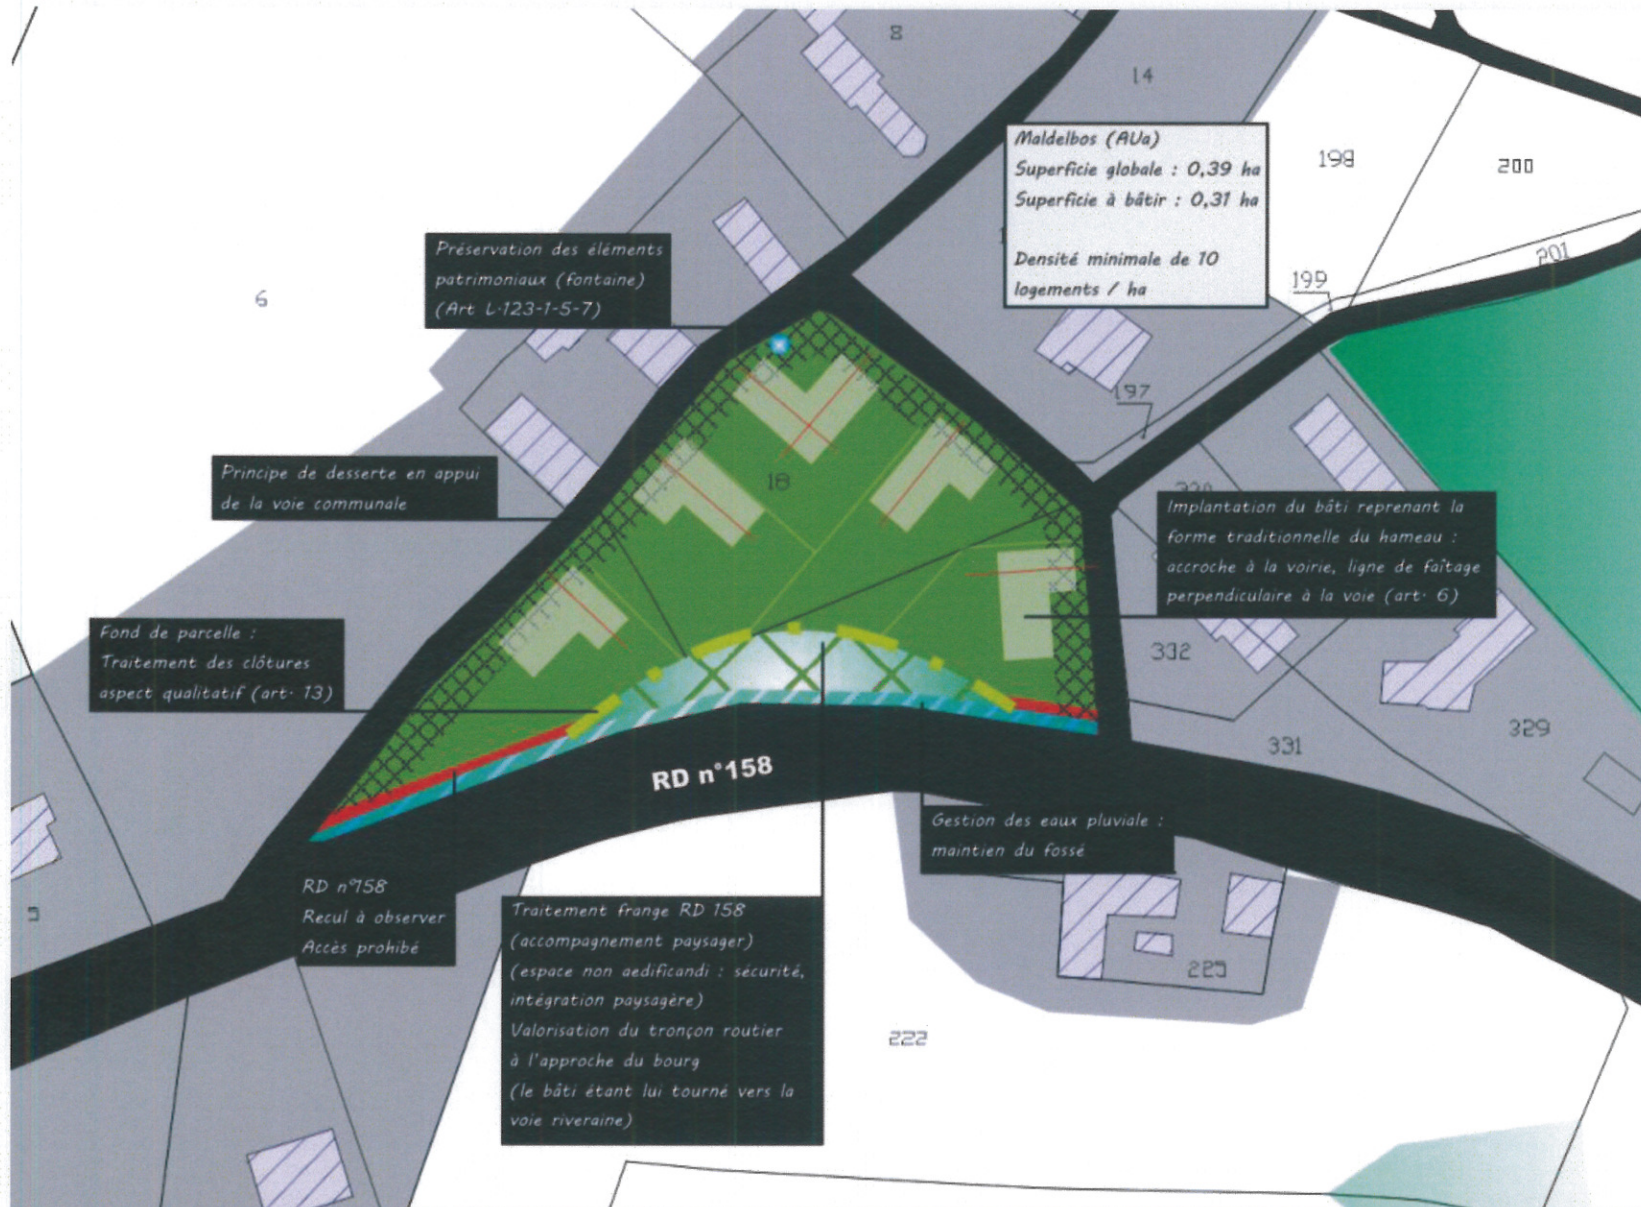 8
14
Maldelbos (AUa)
Superficie globale : 0,39 ha
Superficie à bâtir : 0,31 ha
Densité minimale de 10
logements / ha
198
200
201
199
6
Préservation des éléments
patrimoniaux (fontaine)
(Art L·123-1-5-7)
197
Principe de desserte en appui
de la voie communale
18
Implantation du bâti reprenant la
forme traditionnelle du hameau :
accroche à la voirie, ligne de faîtage
perpendiculaire à la voie (art· 6)
Fond de parcelle :
Traitement des clôtures
aspect qualitatif (art· 13)
332
329
331
RD n°158
Gestion des eaux pluviale :
maintien du fossé
RD n°158
Recul à observer
Accès prohibé
Traitement frange RD 158
(accompagnement paysager)
(espace non aedificandi : sécurité,
intégration paysagère)
Valorisation du tronçon routier
à l'approche du bourg
(le bâti étant lui tourné vers la
voie riveraine)
222